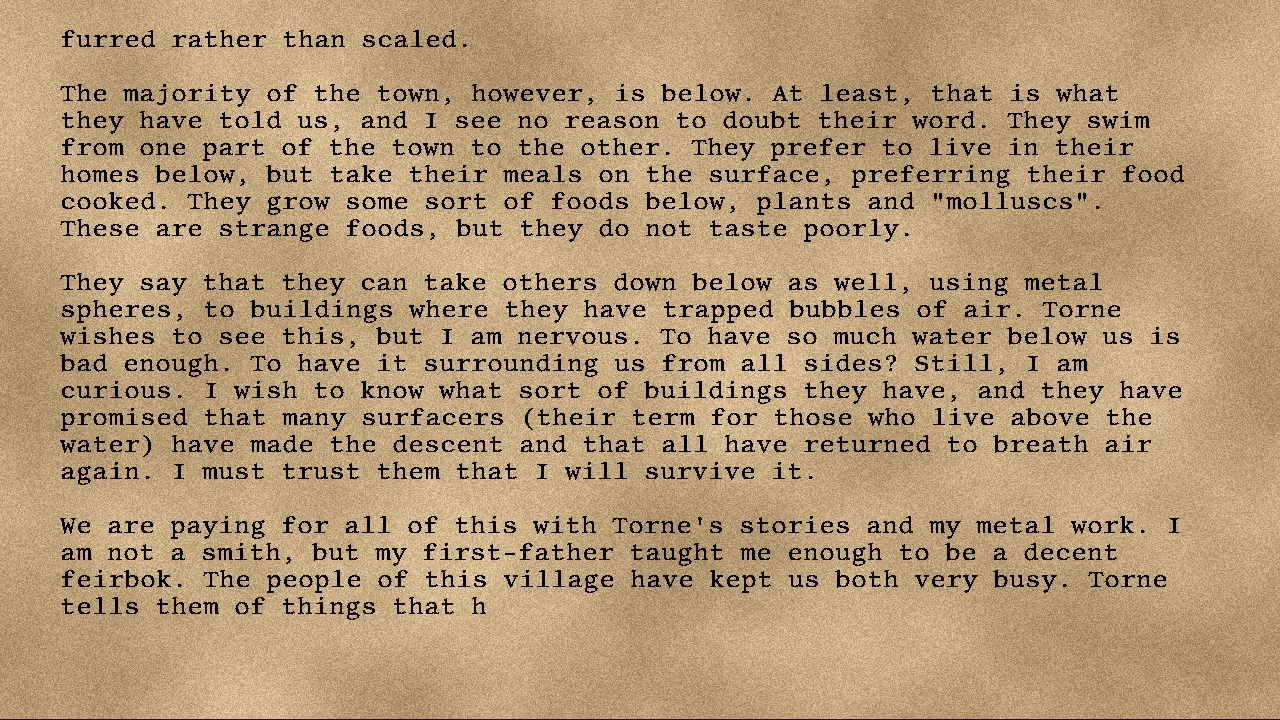 furred rather than scaled.
The majority of the town, however, is below. At least, that is what
they have told us, and I see no reason to doubt their word. They swim
from one part of the town to the other. They prefer to live in their
homes below, but take their meals on the surface, preferring their food
cooked. They grow some sort of foods below, plants and "molluscs".
These are strange foods, but they do not taste poorly.
They say that they can take others down below as well, using metal
spheres, to buildings where they have trapped bubbles of air. Torne
wishes to see this, but I am nervous. To have so much water below us is
bad enough. To have it surrounding us from all sides? Still, I am
curious. I wish to know what sort of buildings they have, and they have
promised that many surfacers (their term for those who live above the
water) have made the descent and that all have returned to breath air
again. I must trust them that I will survive it.
We are paying for all of this with Torne's stories and my metal work. I
am not a smith, but my first-father taught me enough to be a decent
feirbok. The people of this village have kept us both very busy. Torne
tells them of things that h